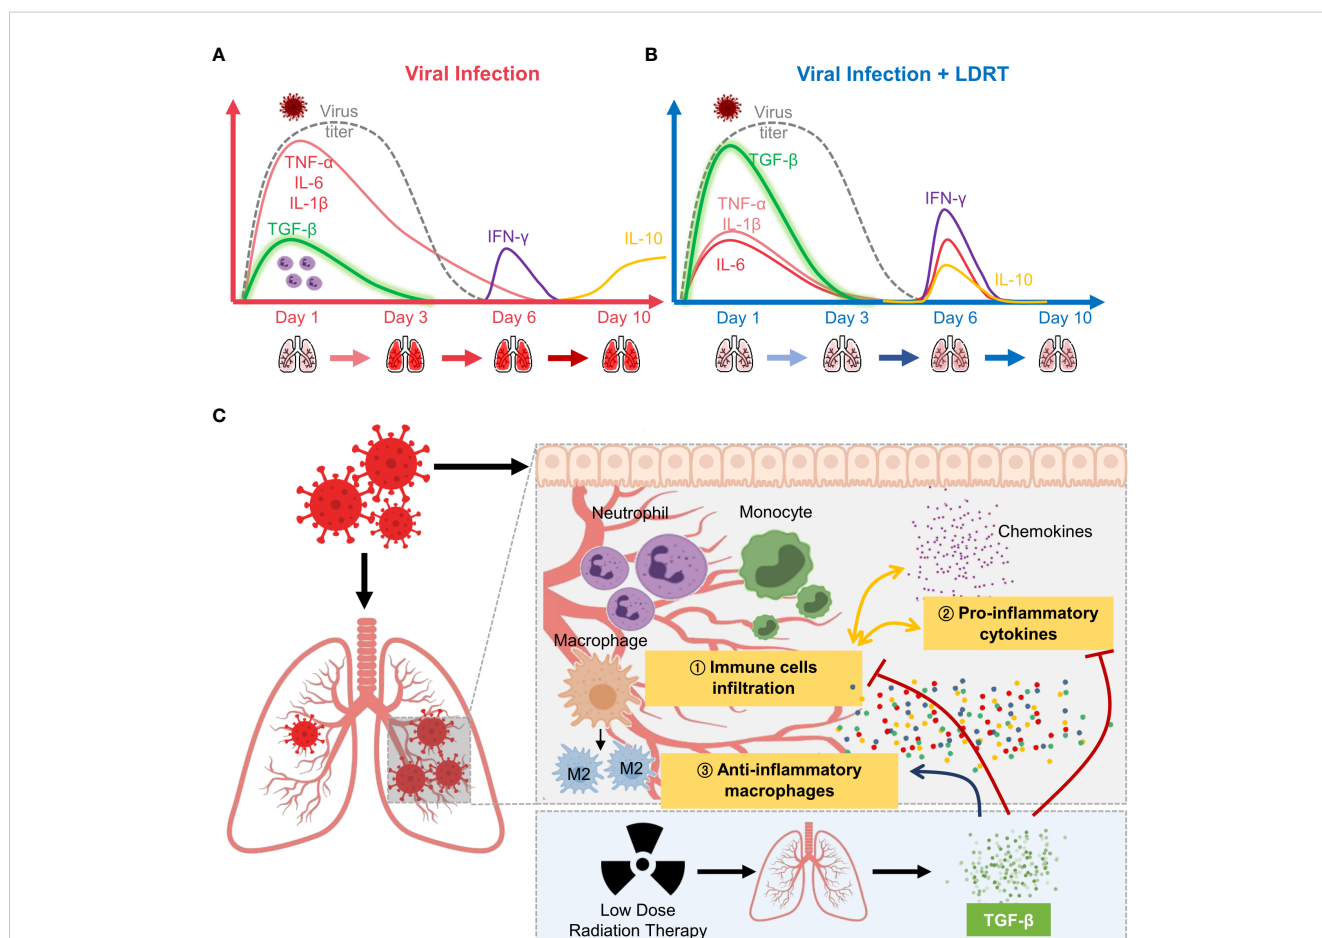 A
Viral Infection
Virus
titer
TNF-α
IL-6
IL-1β
TGF-β
IFN-γ
IL-10
Day 1
Day 3
Day 6
Day 10
B
Viral Infection + LDRT
Virus
titer
TGF-β
TNF-α
IL-1β
IL-6
IFN-γ
IL-10
Day 1
Day 3
Day 6
Day 10
C
Neutrophil
Monocyte
Chemokines
② Pro-inflammatory
cytokines
Macrophage
① Immune cells
infiltration
M2
M2
③ Anti-inflammatory
macrophages
Low Dose
Radiation Therapy
TGF-β